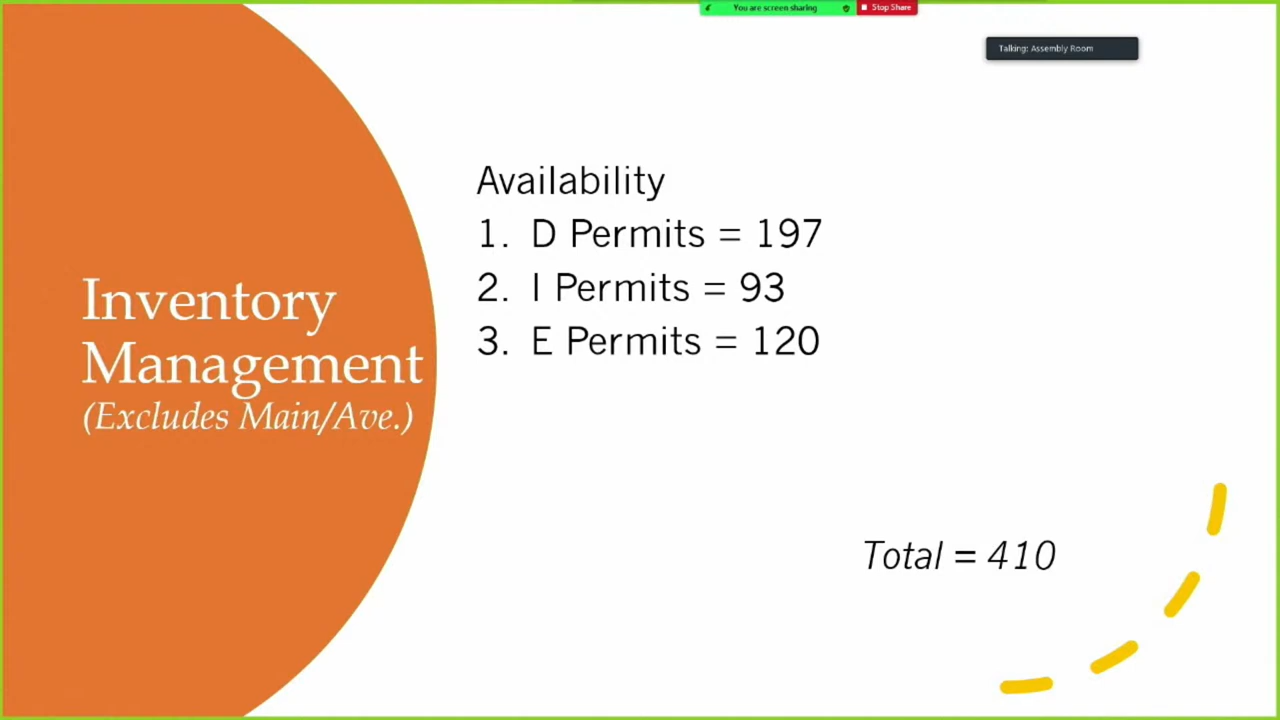 You are screen sharing
Stop Share
Talking: Assembly Room
Inventory
Management
(Excludes Main/Ave.)
Availability
1. D Permits = 197
2. I Permits = 93
3. E Permits = 120
Total = 410